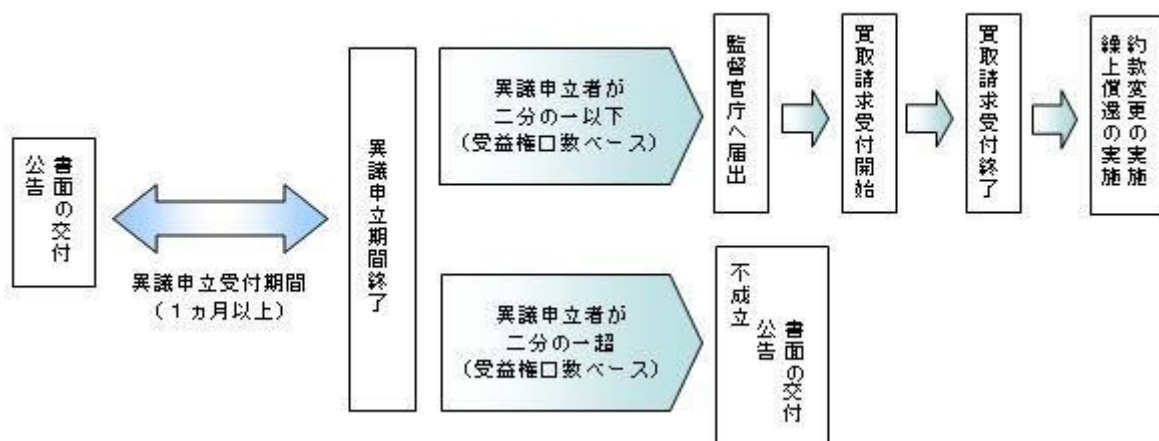 書面の交付
公告
異議申立受付期間
（１ヵ月以上）
異議申立期間終了
異議申立者が
二分の一以下
（受益権口数ベース）
監督官庁へ届出
買取請求受付開始
買取請求受付終了
約款変更の実施
繰上償還の実施
異議申立者が
二分の一超
（受益権口数ベース）
不成立
書面の交付
公告